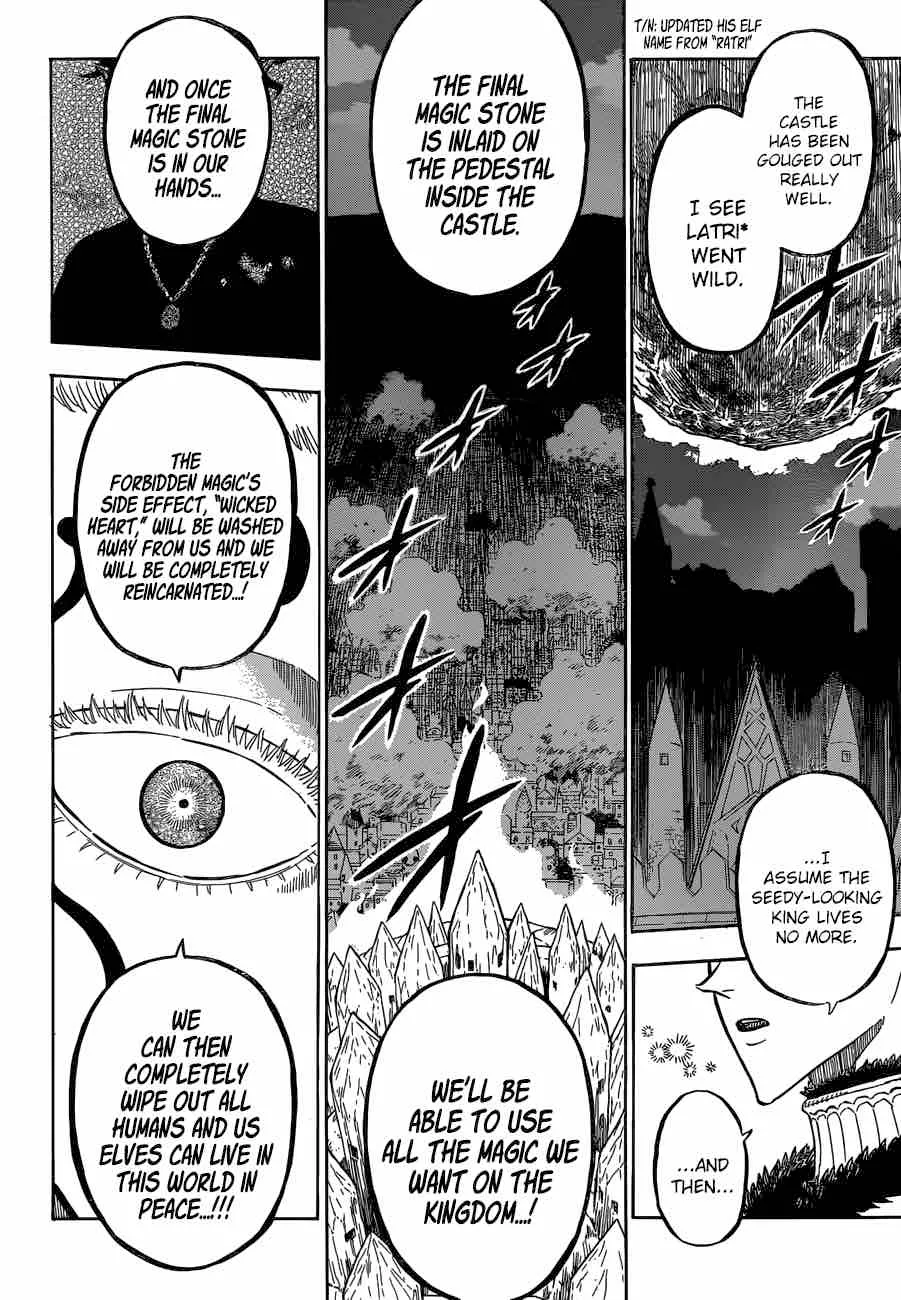 T/N: UPDATED HIS ELF
NAME FROM "RATRI"
THE
CASTLE
HAS BEEN
GOUGED OUT
REALLY
WELL.
I SEE
LATRI*
WENT
WILD.
...I
ASSUME THE
SEEDY-LOOKING
KING LIVES
NO MORE.
...AND
THEN...
THE FINAL
MAGIC STONE
IS INLAID ON
THE PEDESTAL
INSIDE THE
CASTLE.
WE'LL BE
ABLE TO USE
ALL THE MAGIC WE
WANT ON THE
KINGDOM...!
AND ONCE
THE FINAL
MAGIC STONE
IS IN OUR
HANDS...
THE
FORBIDDEN MAGIC'S
SIDE EFFECT, "WICKED
HEART," WILL BE WASHED
AWAY FROM US AND WE
WILL BE COMPLETELY
REINCARNATED...!
WE
CAN THEN
COMPLETELY
WIPE OUT ALL
HUMANS AND US
ELVES CAN LIVE IN
THIS WORLD IN
PEACE...!!!